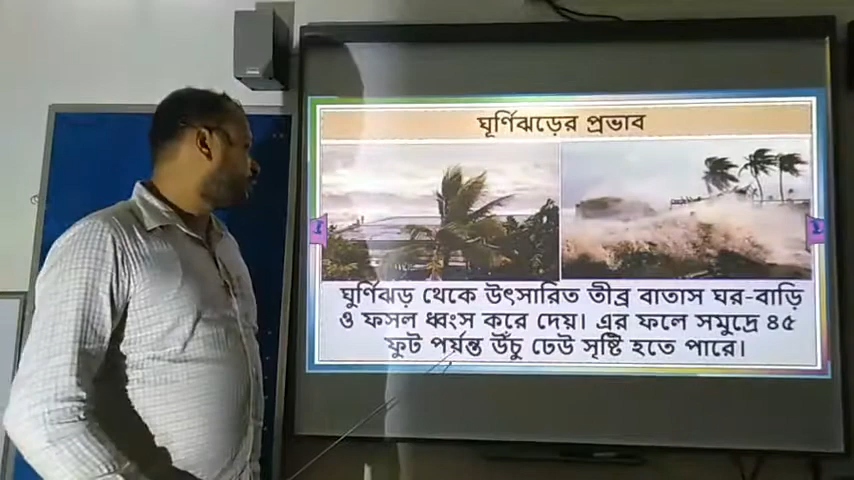 ঘূর্ণিঝড়ের প্রভাব
ঘূর্ণিঝড় থেকে উৎসারিত তীব্র বাতাস ঘর-বাড়ি
ও ফসল ধ্বংস করে দেয়। এর ফলে সমুদ্রে ৪৫
ফুট পর্যন্ত উঁচু ঢেউ সৃষ্টি হতে পারে।